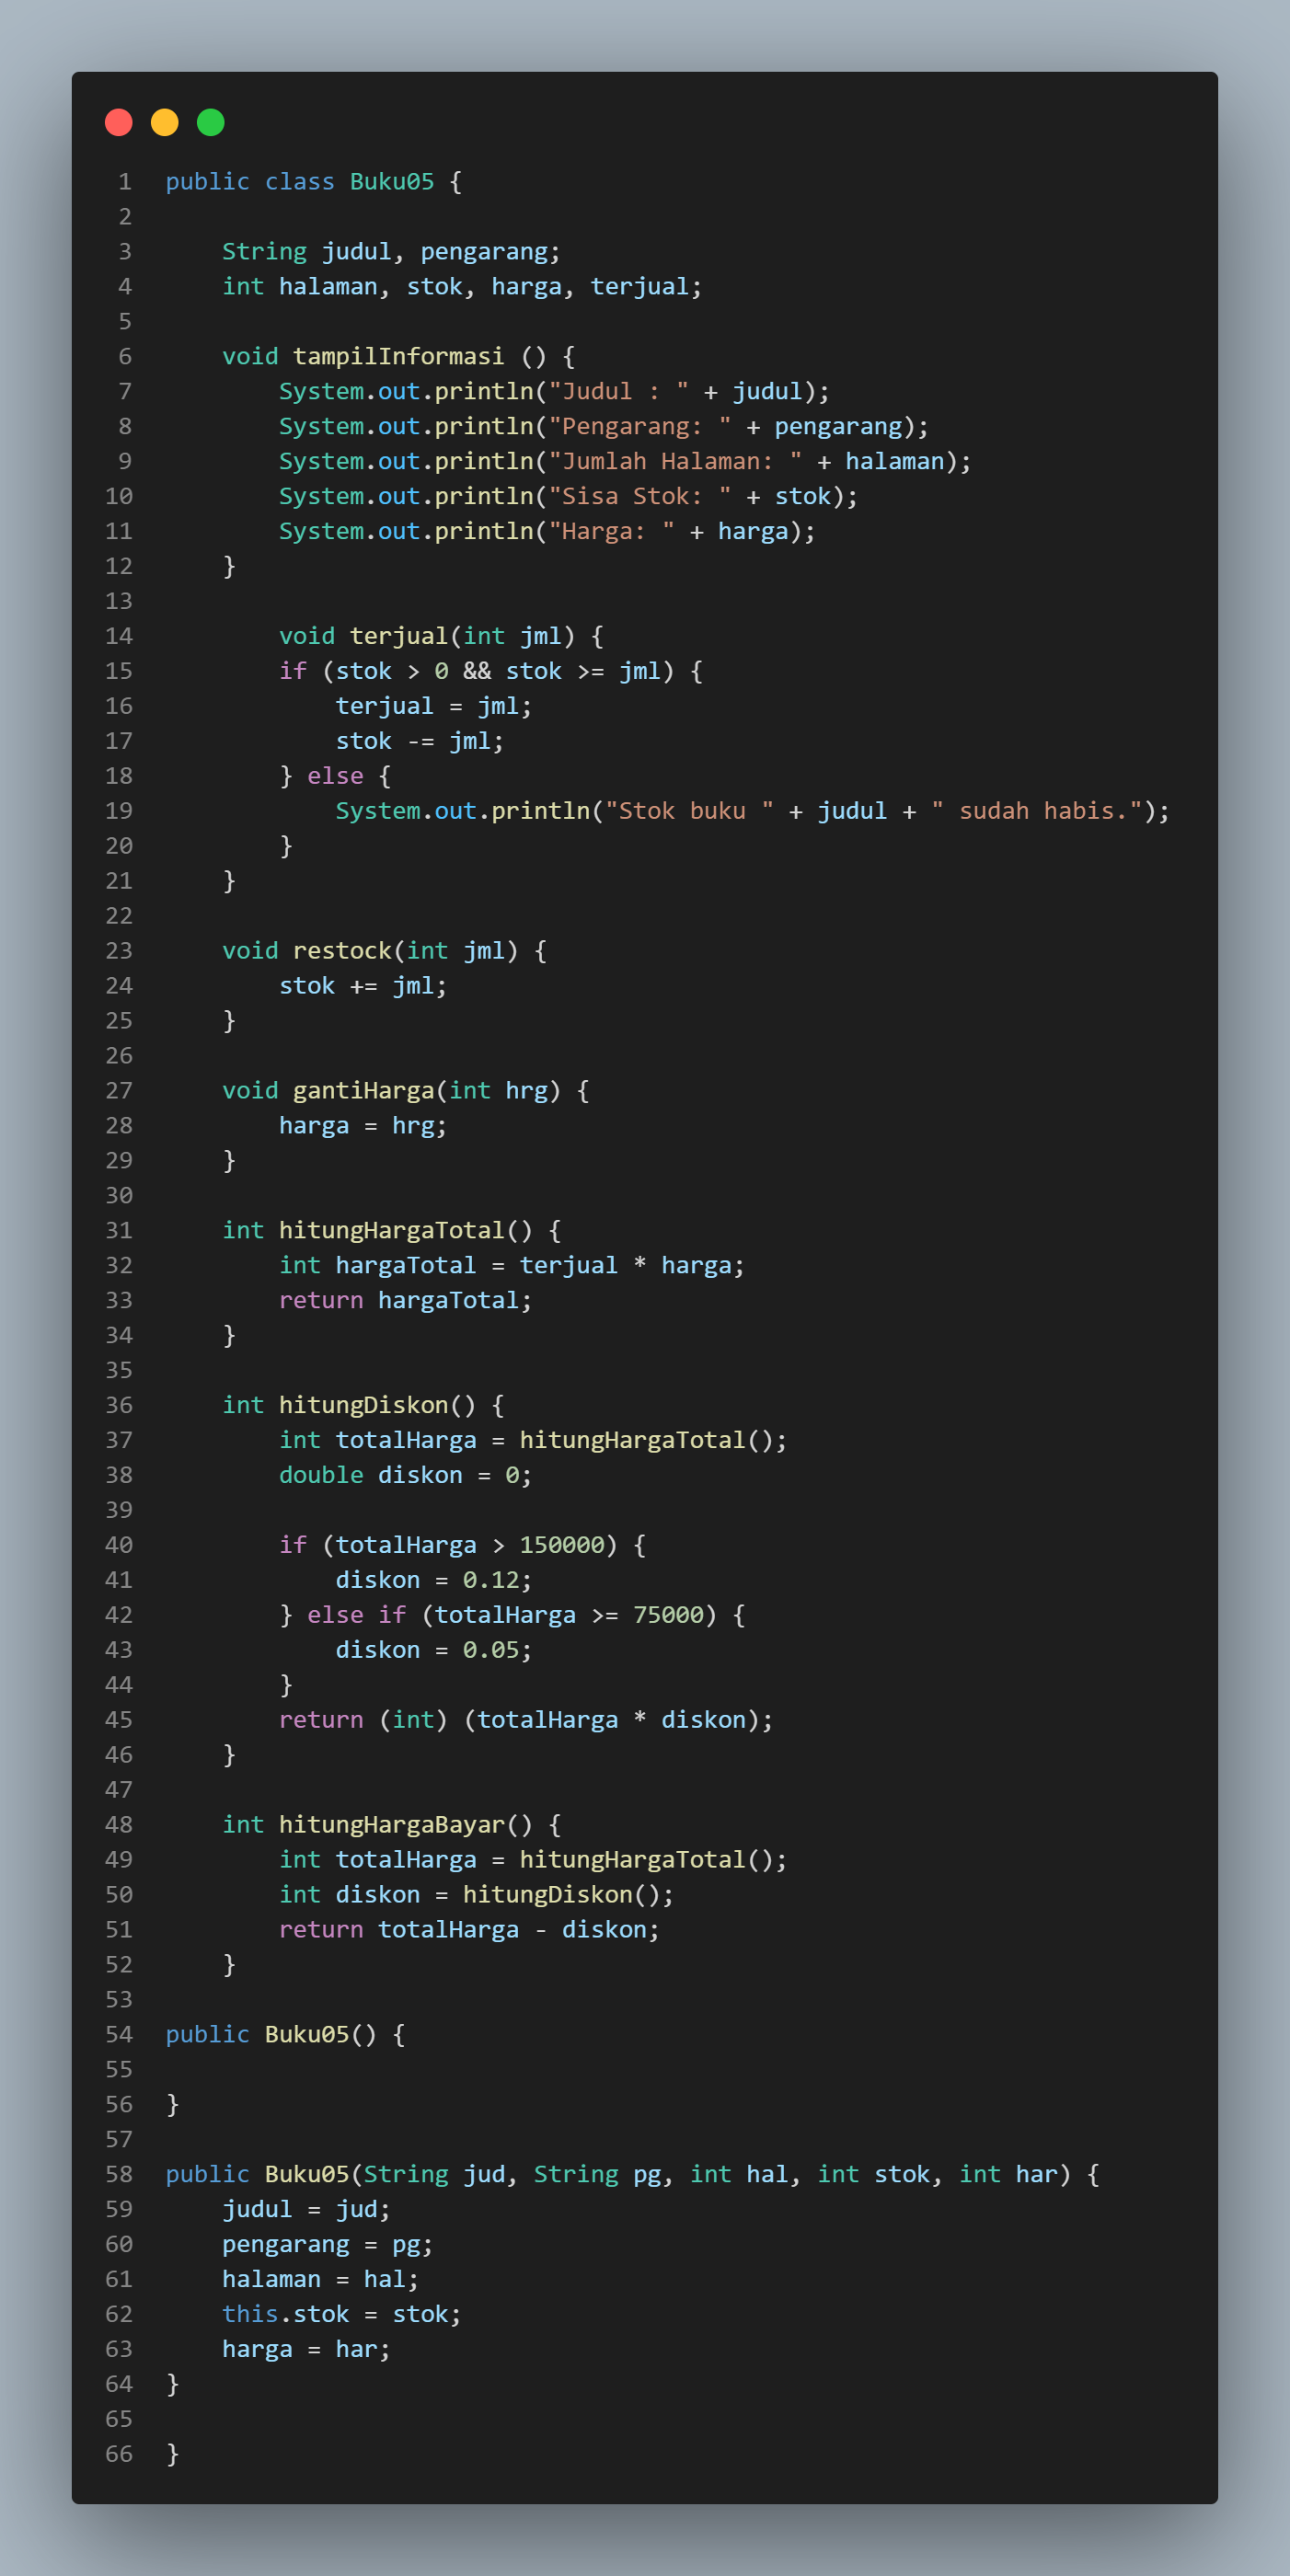 1 public class Buku05 {
2
3     String judul, pengarang;
4     int halaman, stok, harga, terjual;
5
6     void tampilInformasi () {
7         System.out.println("Judul : " + judul);
8         System.out.println("Pengarang: " + pengarang);
9         System.out.println("Jumlah Halaman: " + halaman);
10         System.out.println("Sisa Stok: " + stok);
11         System.out.println("Harga: " + harga);
12     }
13
14         void terjual(int jml) {
15         if (stok > 0 && stok >= jml) {
16             terjual = jml;
17             stok -= jml;
18         } else {
19             System.out.println("Stok buku " + judul + " sudah habis.");
20         }
21     }
22
23     void restock(int jml) {
24         stok += jml;
25     }
26
27     void gantiHarga(int hrg) {
28         harga = hrg;
29     }
30
31     int hitungHargaTotal() {
32         int hargaTotal = terjual * harga;
33         return hargaTotal;
34     }
35
36     int hitungDiskon() {
37         int totalHarga = hitungHargaTotal();
38         double diskon = 0;
39
40         if (totalHarga > 150000) {
41             diskon = 0.12;
42         } else if (totalHarga >= 75000) {
43             diskon = 0.05;
44         }
45         return (int) (totalHarga * diskon);
46     }
47
48     int hitungHargaBayar() {
49         int totalHarga = hitungHargaTotal();
50         int diskon = hitungDiskon();
51         return totalHarga - diskon;
52     }
53
54 public Buku05() {
55
56 }
57
58 public Buku05(String jud, String pg, int hal, int stok, int har) {
59     judul = jud;
60     pengarang = pg;
61     halaman = hal;
62     this.stok = stok;
63     harga = har;
64 }
65
66 }